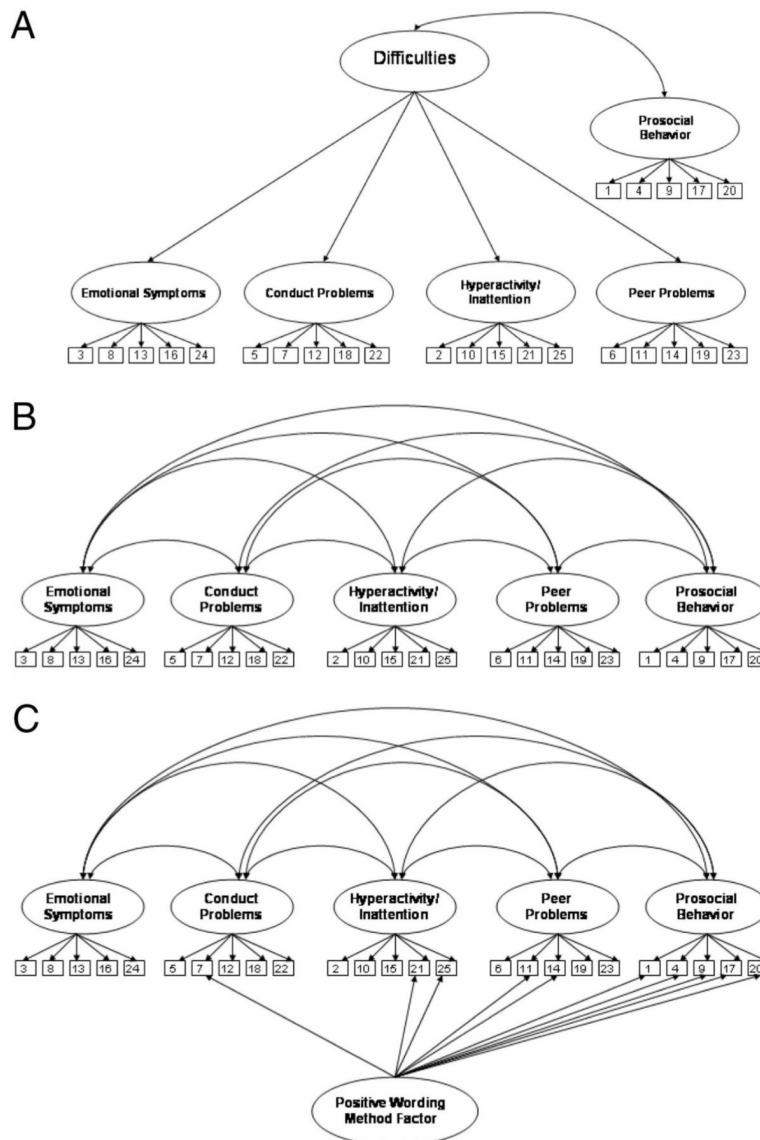 A
Difficulties
Prosocial
Behavior
1 4 9 17 20
Emotional Symptoms
Conduct Problems
Hyperactivity/
Inattention
Peer Problems
3 8 13 16 24
5 7 12 18 22
2 10 15 21 25
6 11 14 19 23
B
Emotional
Symptoms
Conduct
Problems
Hyperactivity/
Inattention
Peer
Problems
Prosocial
Behavior
3 8 13 16 24
5 7 12 18 22
2 10 15 21 25
6 11 14 19 23
1 4 9 17 20
C
Emotional
Symptoms
Conduct
Problems
Hyperactivity/
Inattention
Peer
Problems
Prosocial
Behavior
3 8 13 16 24
5 7 12 18 22
2 10 15 21 25
6 11 14 19 23
1 4 9 17 20
Positive Wording
Method Factor